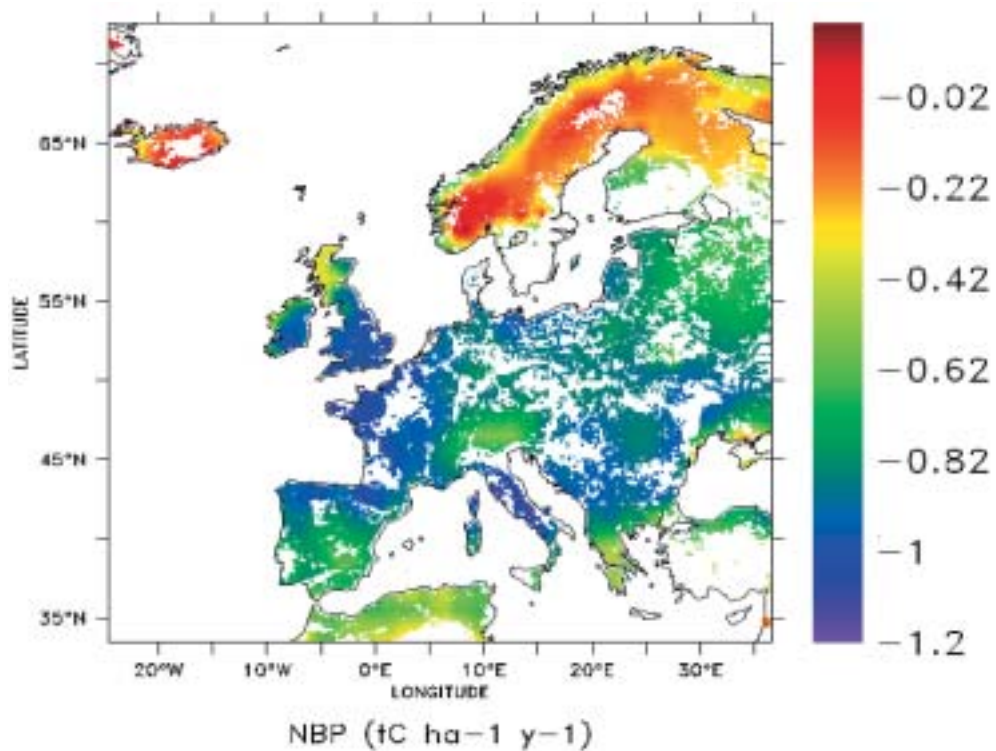 -0.02
65°N
-0.22
-0.42
55°N
LATITUDE
-0.62
45°N
-0.82
-1
35°N
-1.2
20°W 10°W 0°E 10°E 20°E 30°E
LONGITUDE
NBP (tC ha-1 y-1)